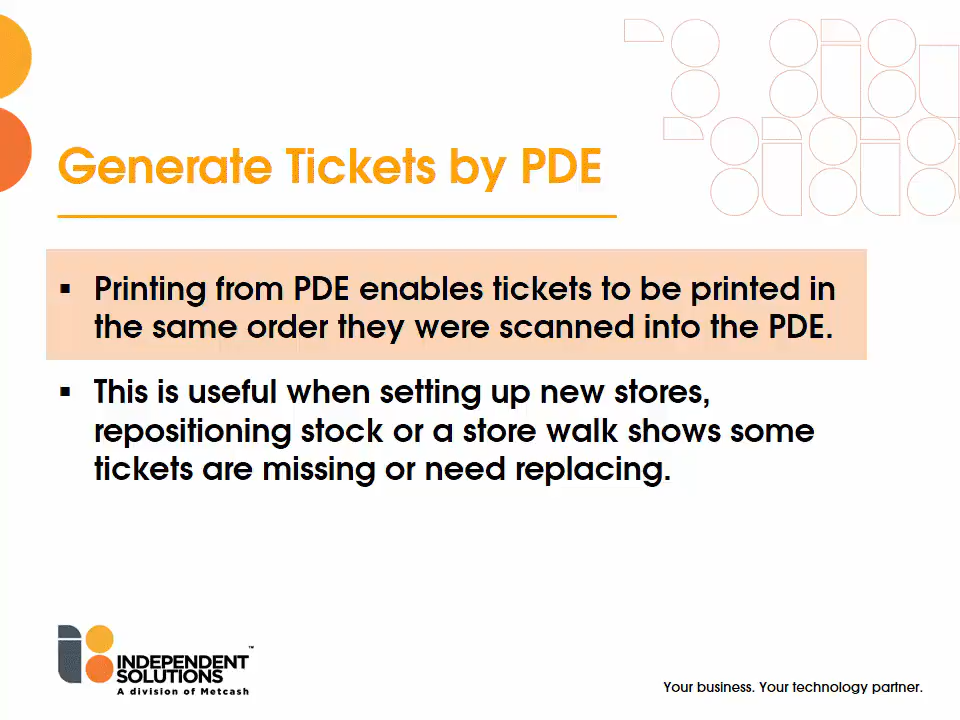 Generate Tickets by PDE
▪ Printing from PDE enables tickets to be printed in
the same order they were scanned into the PDE.
▪ This is useful when setting up new stores,
repositioning stock or a store walk shows some
tickets are missing or need replacing.
INDEPENDENT™
SOLUTIONS
A division of Metcash
Your business. Your technology partner.